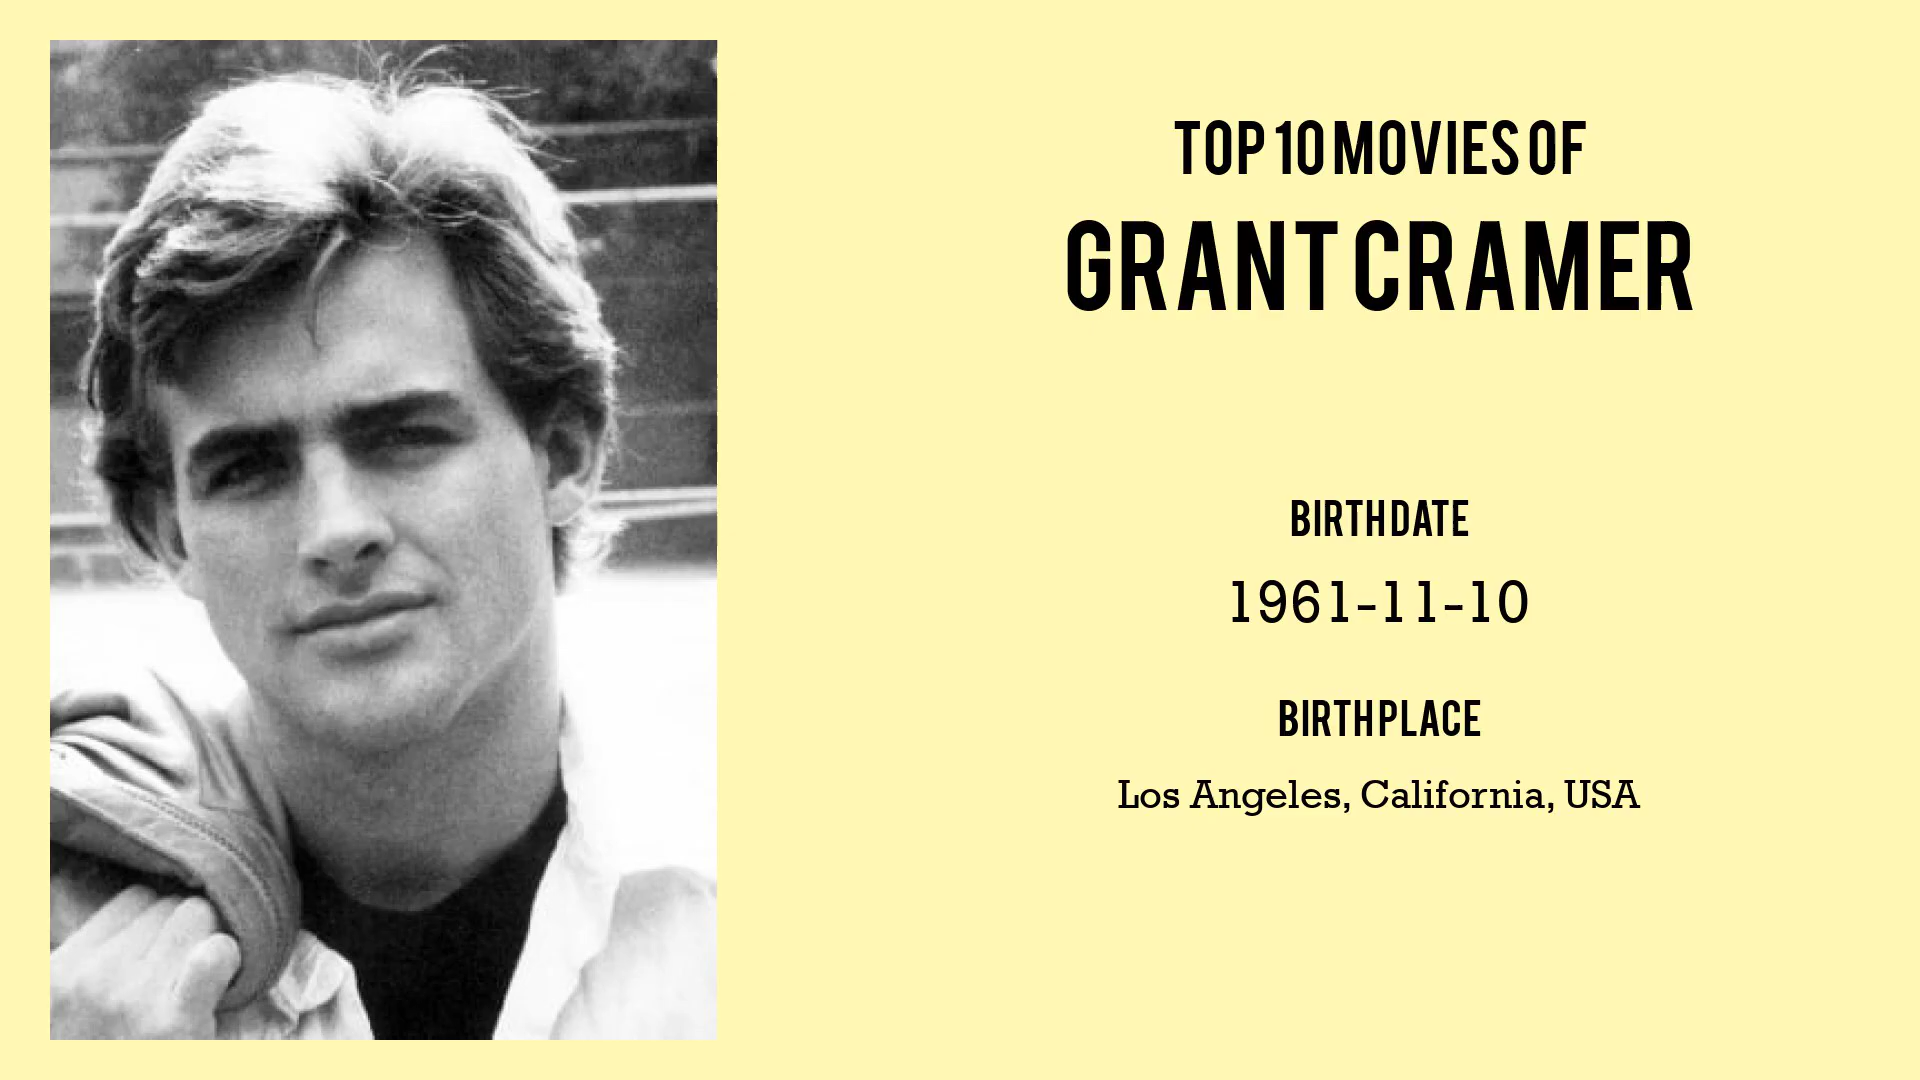 TOP 10 MOVIES OF
GRANT CRAMER
BIRTHDATE
1961-11-10
BIRTHPLACE
Los Angeles, California, USA